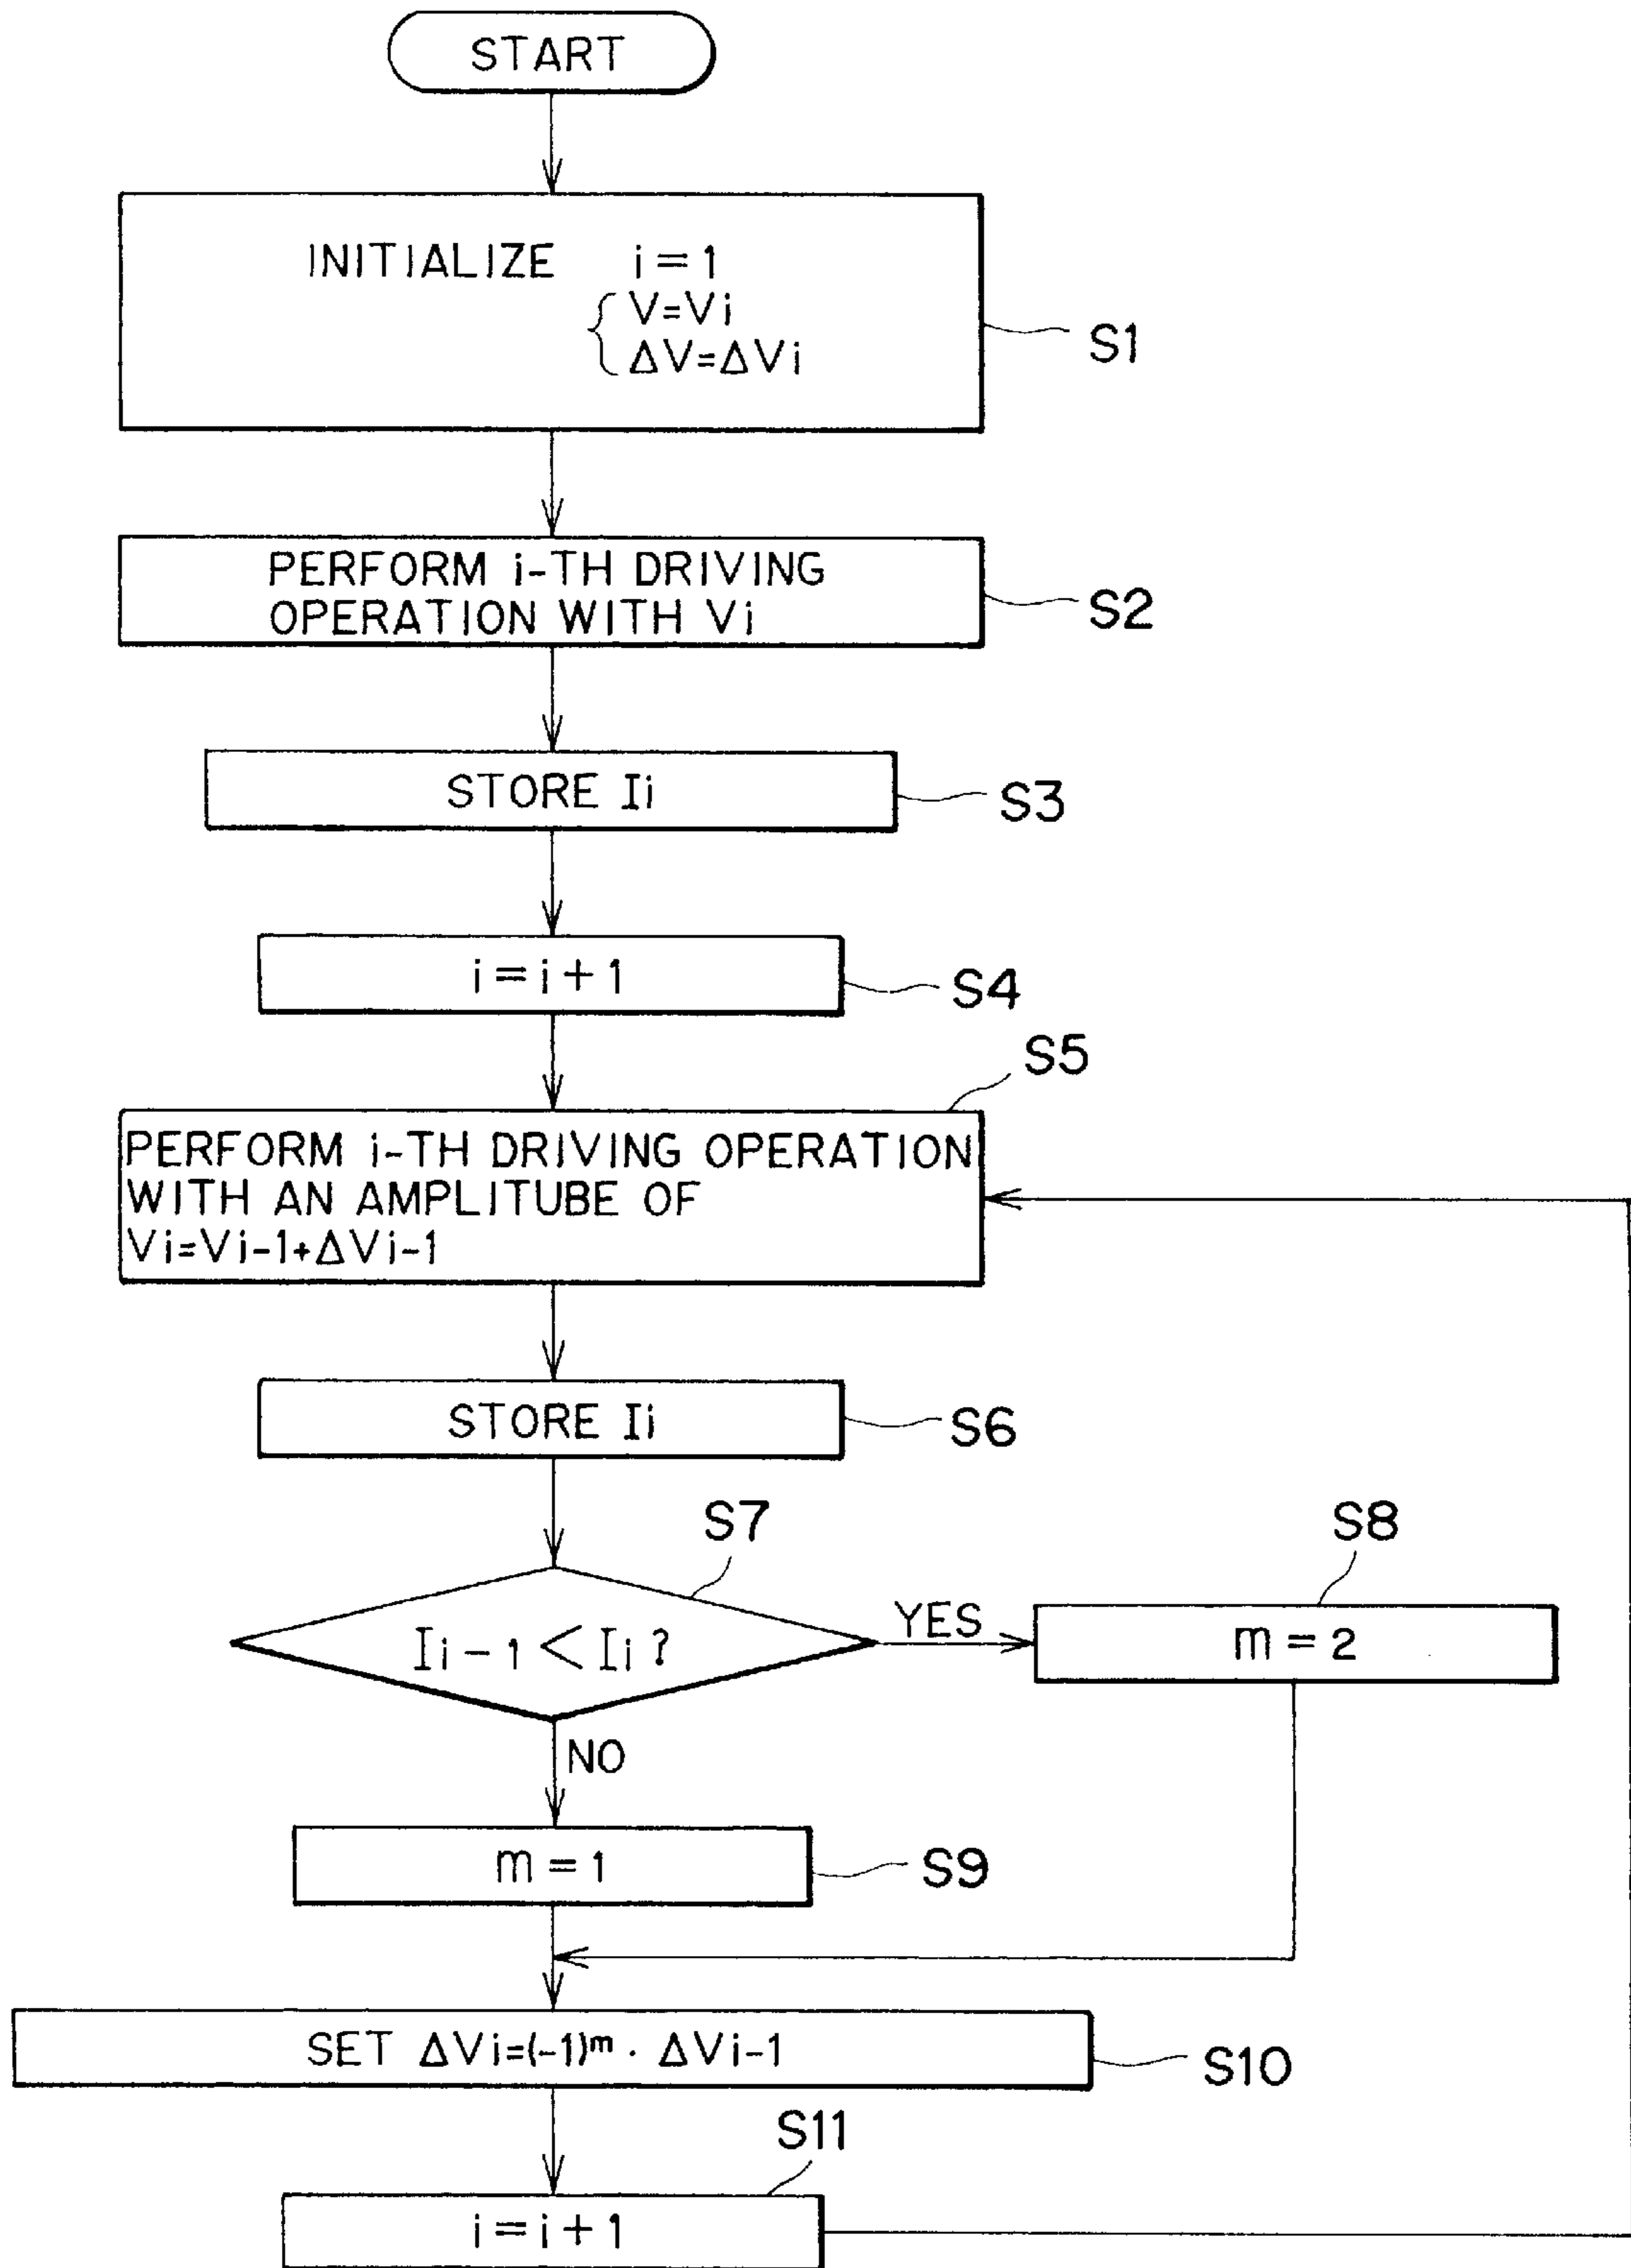 START
INITIALIZE i = 1
V=Vi
ΔV=ΔVi
S1
PERFORM i-TH DRIVING
OPERATION WITH Vi
S2
STORE Ii
S3
i = i + 1
S4
S5
PERFORM i-TH DRIVING OPERATION
WITH AN AMPLITUBE OF
Vi=Vi-1+ΔVi-1
STORE Ii
S6
S7
Ii-1 < Ii ?
YES
S8
m = 2
NO
m = 1
S9
SET ΔVi=(-1)ᵐ · ΔVi-1
S10
S11
i = i + 1